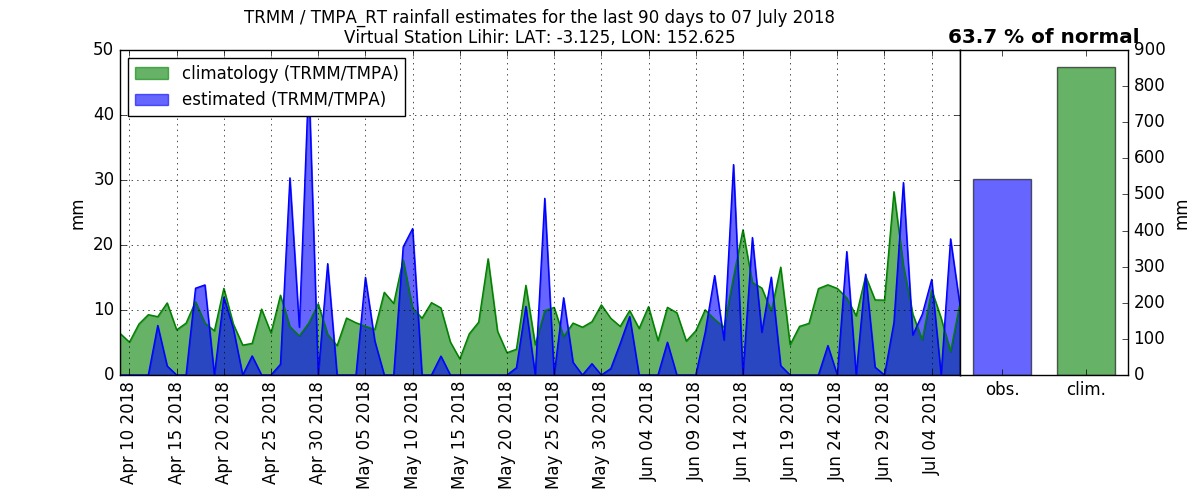 TRMM / TMPA_RT rainfall estimates for the last 90 days to 07 July 2018
Virtual Station Lihir: LAT: -3.125, LON: 152.625
63.7 % of normal
climatology (TRMM/TMPA)
estimated (TRMM/TMPA)
50
40
30
20
10
0
mm
Apr 10 2018
Apr 15 2018
Apr 20 2018
Apr 25 2018
Apr 30 2018
May 05 2018
May 10 2018
May 15 2018
May 20 2018
May 25 2018
May 30 2018
Jun 04 2018
Jun 09 2018
Jun 14 2018
Jun 19 2018
Jun 24 2018
Jun 29 2018
Jul 04 2018
obs.
clim.
900
800
700
600
500
400
300
200
100
0
mm